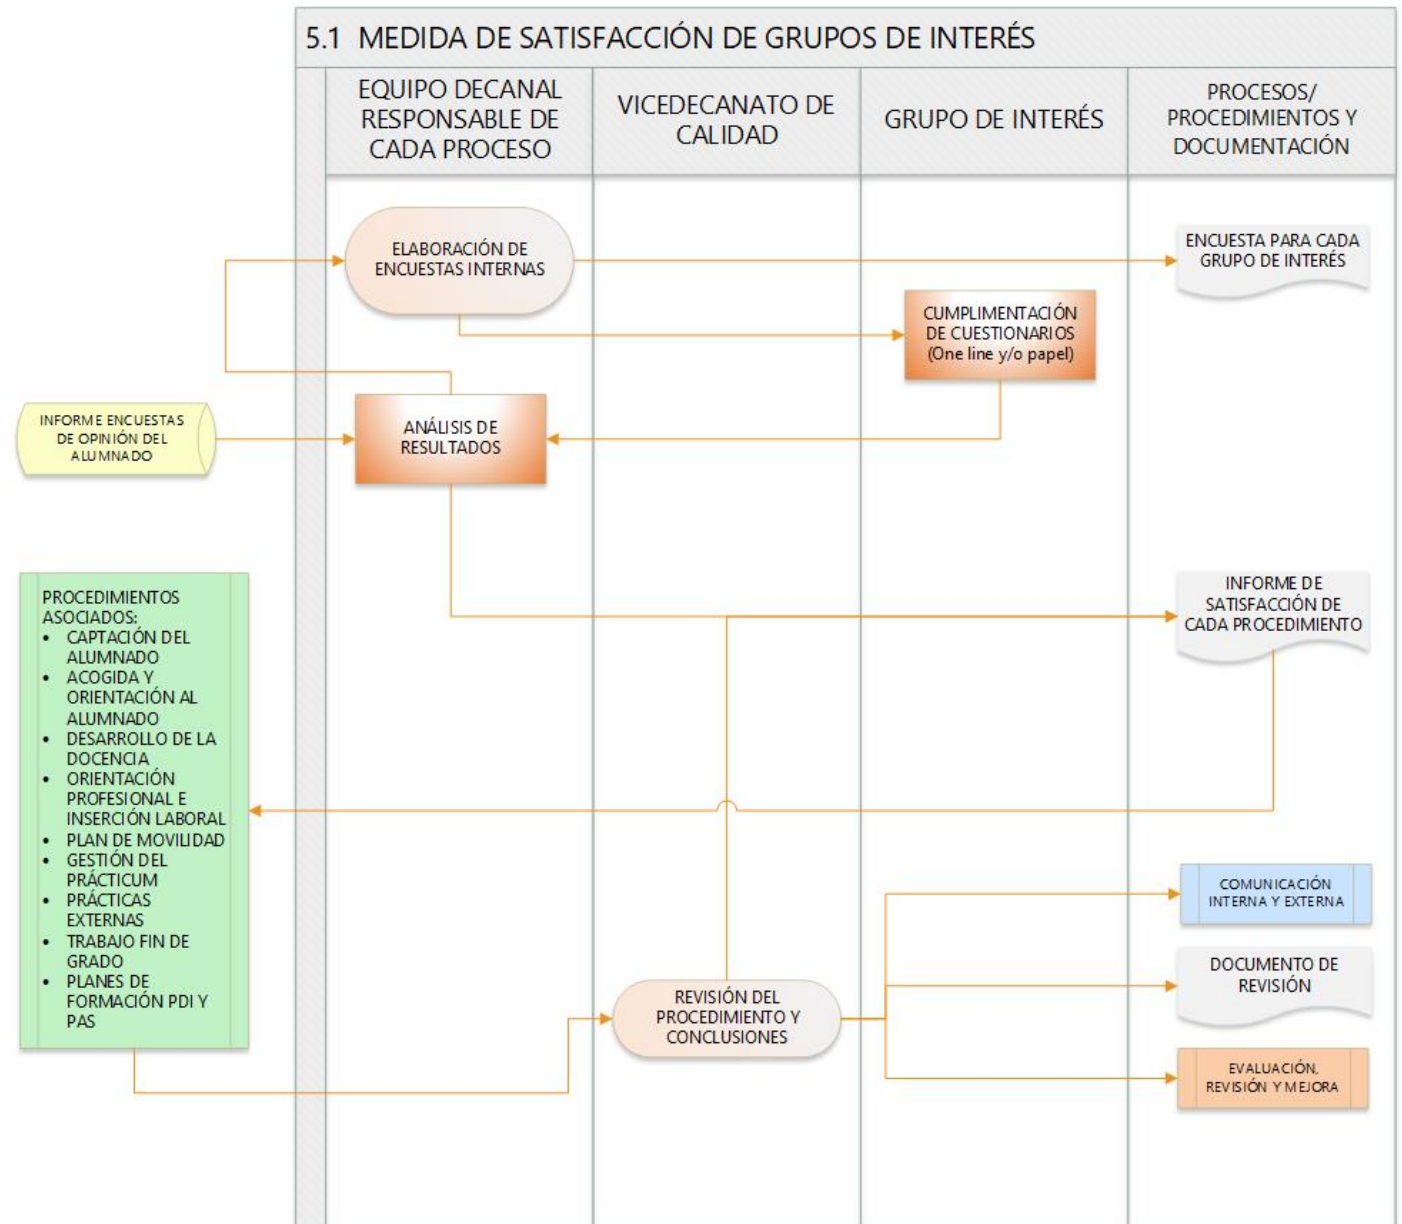 5.1 MEDIDA DE SATISFACCIÓN DE GRUPOS DE INTERÉS
EQUIPO DECANAL
RESPONSABLE DE
CADA PROCESO
VICEDECANATO DE
CALIDAD
GRUPO DE INTERÉS
PROCESOS/
PROCEDIMIENTOS Y
DOCUMENTACIÓN
ELABORACIÓN DE
ENCUESTAS INTERNAS
ENCUESTA PARA CADA
GRUPO DE INTERÉS
CUMPLIMENTACIÓN
DE CUESTIONARIOS
(One line y/o papel)
INFORME ENCUESTAS
DE OPINIÓN DEL
ALUMNADO
ANÁLISIS DE
RESULTADOS
INFORME DE
SATISFACCIÓN DE
CADA PROCEDIMIENTO
PROCEDIMIENTOS
ASOCIADOS:
• CAPTACIÓN DEL
ALUMNADO
• ACOGIDA Y
ORIENTACIÓN AL
ALUMNADO
• DESARROLLO DE LA
DOCENCIA
• ORIENTACIÓN
PROFESIONAL E
INSERCIÓN LABORAL
• PLAN DE MOVILIDAD
• GESTIÓN DEL
PRÁCTICUM
• PRÁCTICAS
EXTERNAS
• TRABAJO FIN DE
GRADO
• PLANES DE
FORMACIÓN PDI Y
PAS
COMUNICACIÓN
INTERNA Y EXTERNA
DOCUMENTO DE
REVISIÓN
REVISIÓN DEL
PROCEDIMIENTO Y
CONCLUSIONES
EVALUACIÓN,
REVISIÓN Y MEJORA